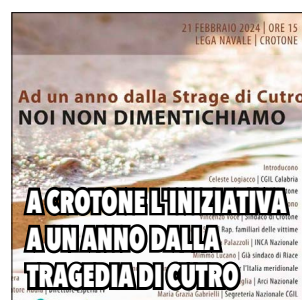 21 FEBBRAIO 2024 | ORE 15
LEGA NAVALE | CROTONE
Ad un anno dalla Strage di Cutro
NOI NON DIMENTICHIAMO
Introducono
Celeste Logiacco | CGIL Calabria
A CROTONE L'INIZIATIVA
Vincenzo Voce | Sindaco di Crotone
Rap. familiari delle vittime
A UN ANNO DALLA
Palazzoli | INCA Nazionale
Mimmo Lucano | Già sindaco di Riace
l'Italia meridionale
TRAGEDIA DI CUTRO
Arci Nazionale
Maria Grazia Gabrielli | Segreteria Nazionale CGIL